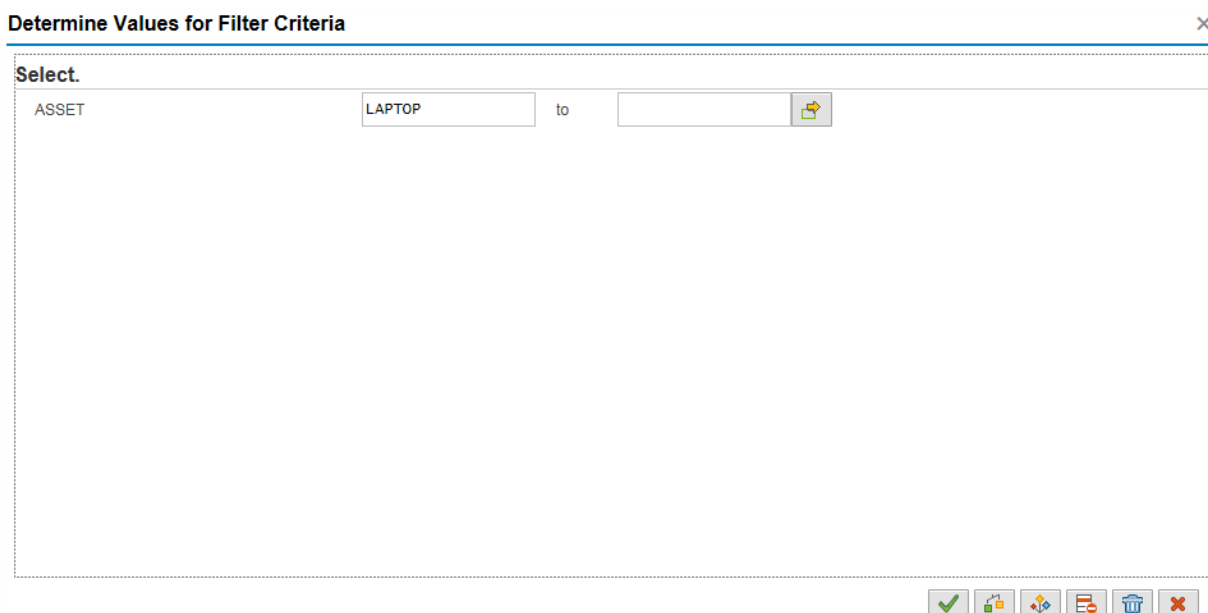 Determine Values for Filter Criteria
Select.
ASSET LAPTOP to